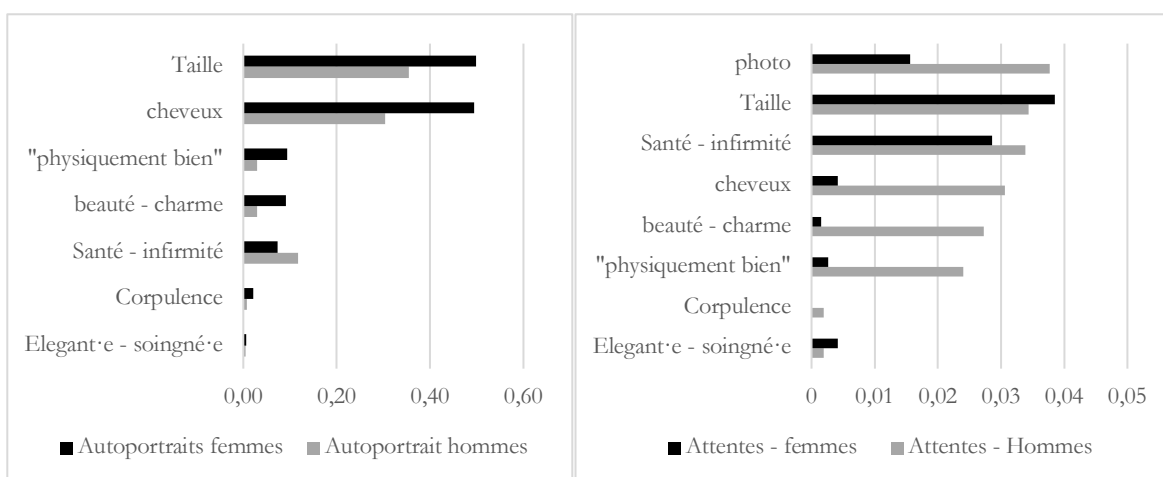 Taille
cheveux
"physiquement bien"
beauté - charme
Santé - infirmité
Corpulence
Elegant·e - soingné·e
0,00 0,20 0,40 0,60
Autoportraits femmes Autoportrait hommes
photo
Taille
Santé - infirmité
cheveux
beauté - charme
"physiquement bien"
Corpulence
Elegant·e - soingné·e
0 0,01 0,02 0,03 0,04 0,05
Attentes - femmes Attentes - Hommes